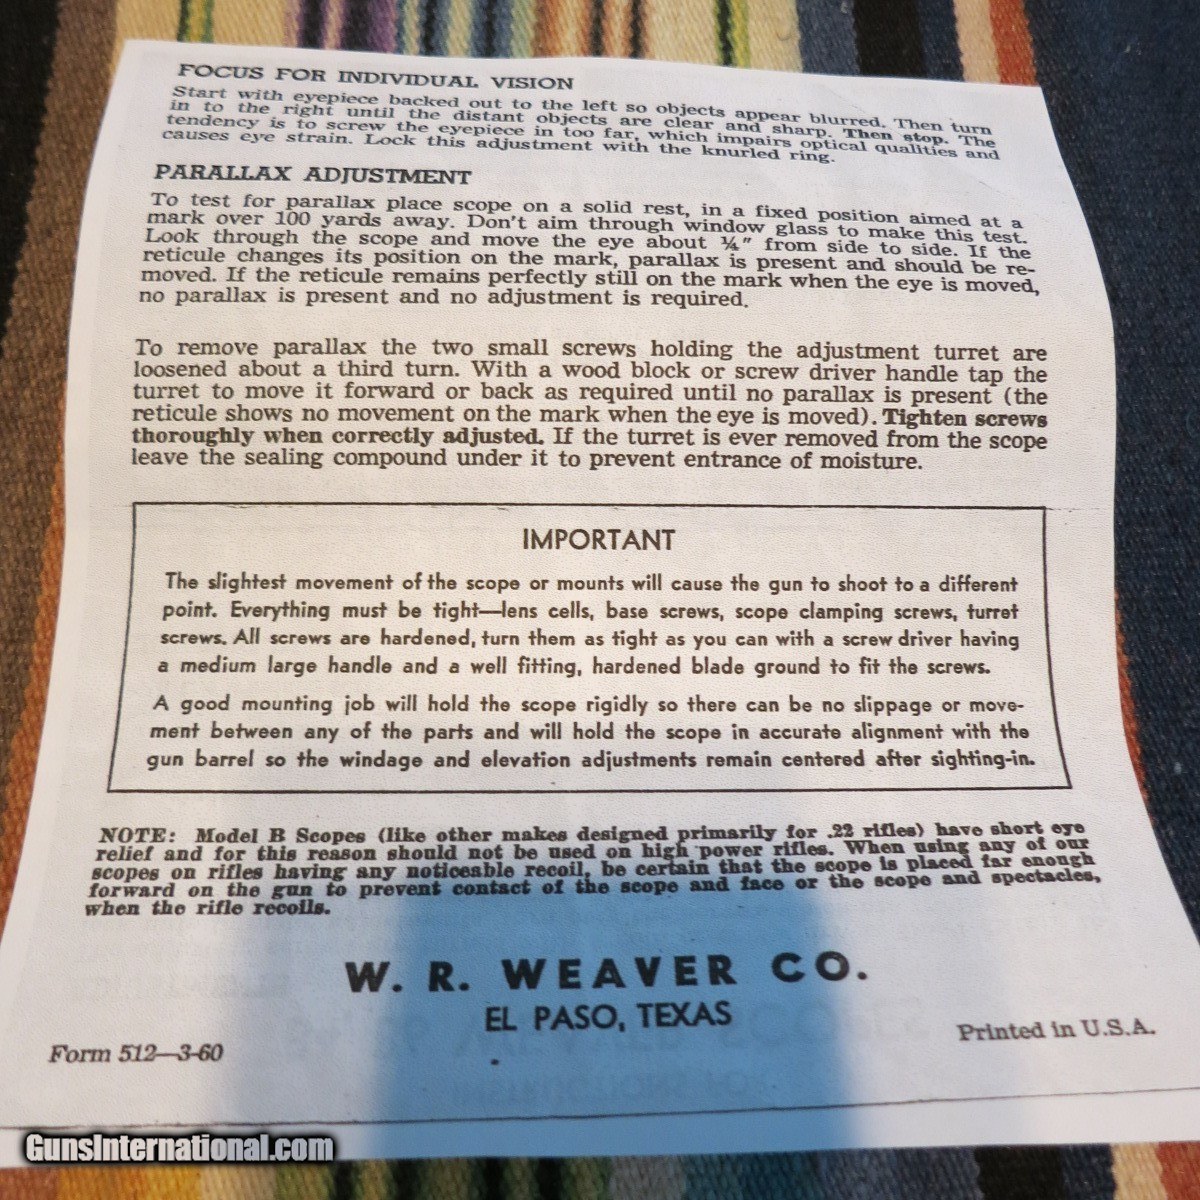 FOCUS FOR INDIVIDUAL VISION
Start with eyepiece backed out to the left so objects appear blurred. Then turn
in to the right until the distant objects are clear and sharp. Then stop. The
tendency is to screw the eyepiece in too far, which impairs optical qualities and
causes eye strain. Lock this adjustment with the knurled ring.
PARALLAX ADJUSTMENT
To test for parallax place scope on a solid rest, in a fixed position aimed at a
mark over 100 yards away. Don't aim through window glass to make this test.
Look through the scope and move the eye about ¼" from side to side. If the
reticule changes its position on the mark, parallax is present and should be re-
moved. If the reticule remains perfectly still on the mark when the eye is moved,
no parallax is present and no adjustment is required.
To remove parallax the two small screws holding the adjustment turret are
loosened about a third turn. With a wood block or screw driver handle tap the
turret to move it forward or back as required until no parallax is present (the
reticule shows no movement on the mark when the eye is moved). Tighten screws
thoroughly when correctly adjusted. If the turret is ever removed from the scope
leave the sealing compound under it to prevent entrance of moisture.
IMPORTANT
The slightest movement of the scope or mounts will cause the gun to shoot to a different
point. Everything must be tight—lens cells, base screws, scope clamping screws, turret
screws. All screws are hardened, turn them as tight as you can with a screw driver having
a medium large handle and a well fitting, hardened blade ground to fit the screws.
A good mounting job will hold the scope rigidly so there can be no slippage or move-
ment between any of the parts and will hold the scope in accurate alignment with the
gun barrel so the windage and elevation adjustments remain centered after sighting-in.
NOTE: Model B Scopes (like other makes designed primarily for .22 rifles) have short eye
relief and for this reason should not be used on high power rifles. When using any of our
scopes on rifles having any noticeable recoil, be certain that the scope is placed far enough
forward on the gun to prevent contact of the scope and face or the scope and spectacles,
when the rifle recoils.
W. R. WEAVER CO.
EL PASO, TEXAS
Form 512—3-60
Printed in U.S.A.
GunsInternational.com